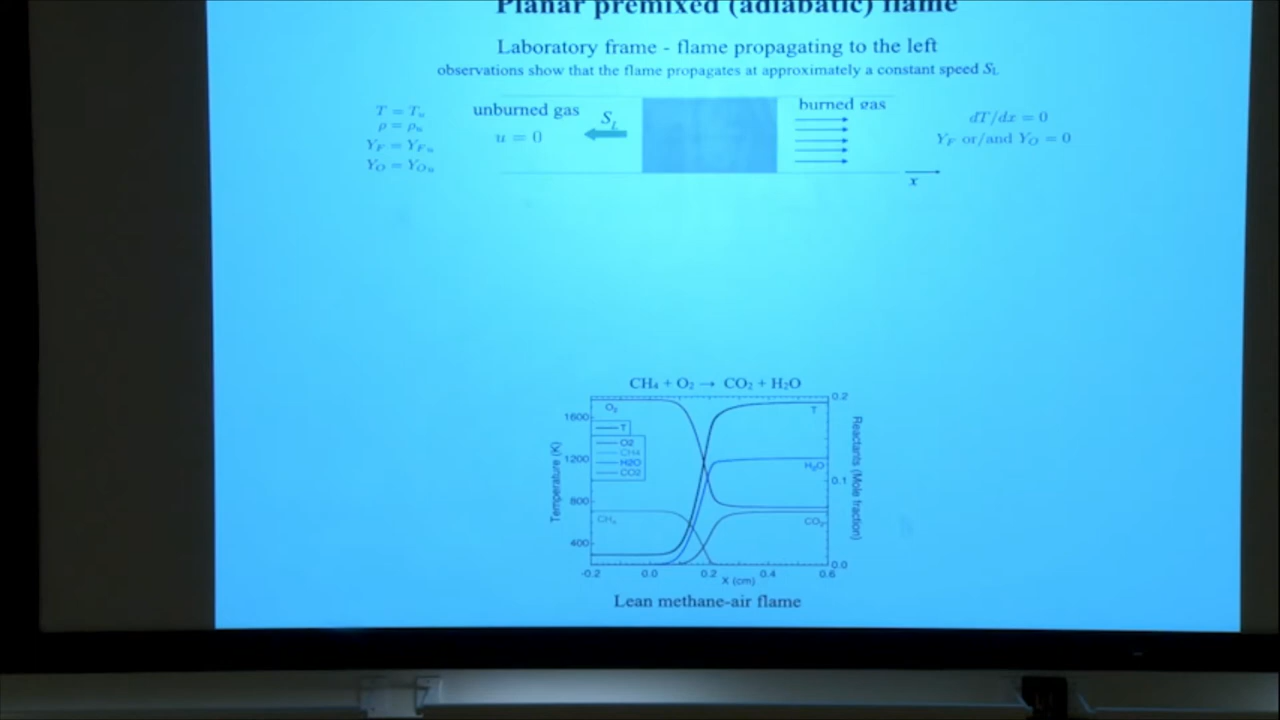 Planar premixed (adiabatic) flame
Laboratory frame - flame propagating to the left
observations show that the flame propagates at approximately a constant speed S_L
T = T_u
ρ = ρ_u
Y_F = Y_Fu
Y_O = Y_Ou
unburned gas
u = 0
S_L
burned gas
x
dT/dx = 0
Y_F or/and Y_O = 0
CH₄ + O₂ → CO₂ + H₂O
Temperature (K)
1600
1200
800
400
O₂
T
O2
CH4
H2O
CO2
CH₄
T
H₂O
CO₂
0.2
0.1
0.0
Reactants (Mole fraction)
-0.2 0.0 0.2 0.4 0.6
X (cm)
Lean methane-air flame